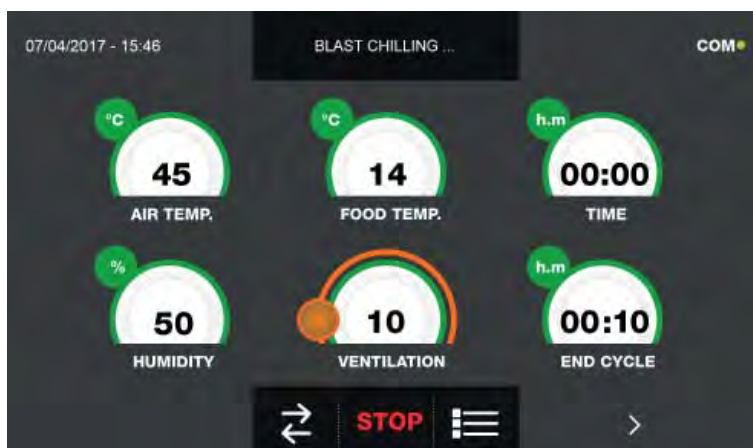 07/04/2017 - 15:46 BLAST CHILLING ... COM
°C °C h.m
45 14 00:00
AIR TEMP. FOOD TEMP. TIME
% h.m
50 10 00:10
HUMIDITY VENTILATION END CYCLE
STOP